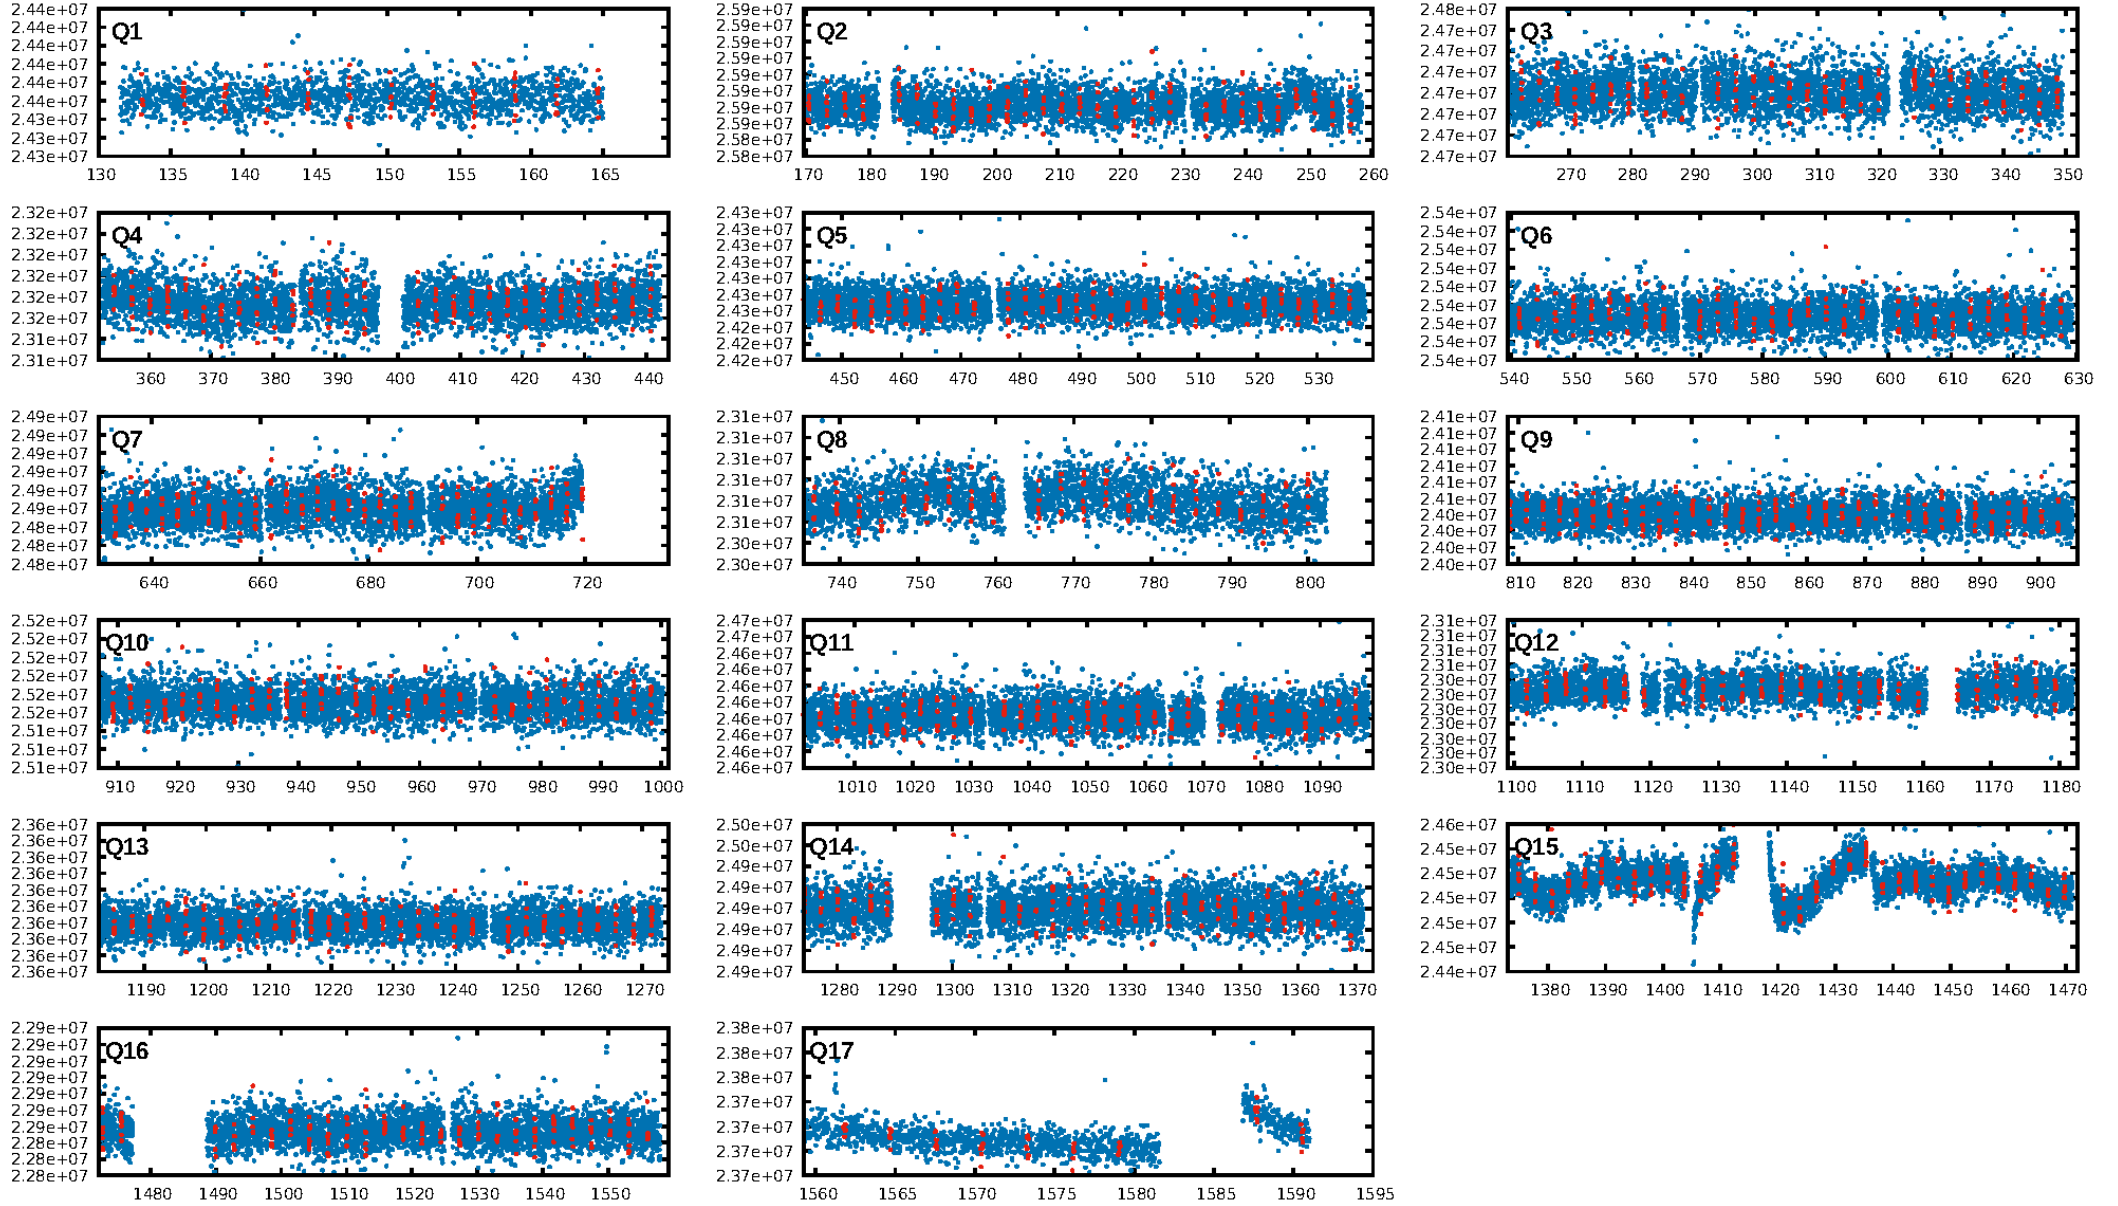 Q1
2.44e+07
2.44e+07
2.44e+07
2.44e+07
2.44e+07
2.44e+07
2.43e+07
2.43e+07
2.43e+07
130 135 140 145 150 155 160 165
Q2
2.59e+07
2.59e+07
2.59e+07
2.59e+07
2.59e+07
2.59e+07
2.59e+07
2.59e+07
2.58e+07
2.58e+07
170 180 190 200 210 220 230 240 250 260
Q3
2.48e+07
2.47e+07
2.47e+07
2.47e+07
2.47e+07
2.47e+07
2.47e+07
2.47e+07
270 280 290 300 310 320 330 340 350
Q4
2.32e+07
2.32e+07
2.32e+07
2.32e+07
2.32e+07
2.32e+07
2.31e+07
2.31e+07
360 370 380 390 400 410 420 430 440
Q5
2.43e+07
2.43e+07
2.43e+07
2.43e+07
2.43e+07
2.43e+07
2.43e+07
2.42e+07
2.42e+07
2.42e+07
450 460 470 480 490 500 510 520 530
Q6
2.54e+07
2.54e+07
2.54e+07
2.54e+07
2.54e+07
2.54e+07
2.54e+07
2.54e+07
2.54e+07
540 550 560 570 580 590 600 610 620 630
Q7
2.49e+07
2.49e+07
2.49e+07
2.49e+07
2.49e+07
2.49e+07
2.48e+07
2.48e+07
2.48e+07
640 660 680 700 720
Q8
2.31e+07
2.31e+07
2.31e+07
2.31e+07
2.31e+07
2.31e+07
2.30e+07
2.30e+07
740 750 760 770 780 790 800
Q9
2.41e+07
2.41e+07
2.41e+07
2.41e+07
2.41e+07
2.41e+07
2.40e+07
2.40e+07
2.40e+07
2.40e+07
810 820 830 840 850 860 870 880 890 900
Q10
2.52e+07
2.52e+07
2.52e+07
2.52e+07
2.52e+07
2.52e+07
2.51e+07
2.51e+07
2.51e+07
910 920 930 940 950 960 970 980 990 1000
Q11
2.47e+07
2.47e+07
2.46e+07
2.46e+07
2.46e+07
2.46e+07
2.46e+07
2.46e+07
2.46e+07
2.46e+07
1010 1020 1030 1040 1050 1060 1070 1080 1090
Q12
2.31e+07
2.31e+07
2.31e+07
2.31e+07
2.30e+07
2.30e+07
2.30e+07
2.30e+07
2.30e+07
2.30e+07
2.30e+07
1100 1110 1120 1130 1140 1150 1160 1170 1180
Q13
2.36e+07
2.36e+07
2.36e+07
2.36e+07
2.36e+07
2.36e+07
2.36e+07
2.36e+07
2.36e+07
2.36e+07
1190 1200 1210 1220 1230 1240 1250 1260 1270
Q14
2.50e+07
2.50e+07
2.49e+07
2.49e+07
2.49e+07
2.49e+07
2.49e+07
2.49e+07
1280 1290 1300 1310 1320 1330 1340 1350 1360 1370
Q15
2.46e+07
2.45e+07
2.45e+07
2.45e+07
2.45e+07
2.45e+07
2.44e+07
1380 1390 1400 1410 1420 1430 1440 1450 1460 1470
Q16
2.29e+07
2.29e+07
2.29e+07
2.29e+07
2.29e+07
2.29e+07
2.29e+07
2.28e+07
2.28e+07
2.28e+07
1480 1490 1500 1510 1520 1530 1540 1550
Q17
2.38e+07
2.38e+07
2.38e+07
2.37e+07
2.37e+07
2.37e+07
2.37e+07
1560 1565 1570 1575 1580 1585 1590 1595